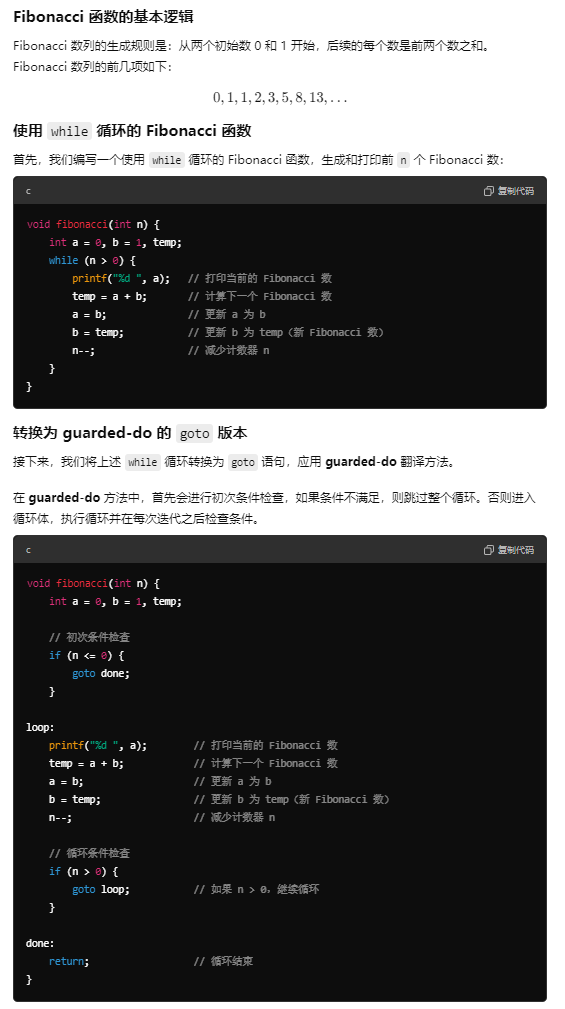 Fibonacci 函数的基本逻辑
Fibonacci 数列的生成规则是：从两个初始数 0 和 1 开始，后续的每个数是前两个数之和。
Fibonacci 数列的前几项如下：
0, 1, 1, 2, 3, 5, 8, 13, . . .
使用 while 循环的 Fibonacci 函数
首先，我们编写一个使用 while 循环的 Fibonacci 函数，生成和打印前 n 个 Fibonacci 数：
c 复制代码
void fibonacci(int n) {
    int a = 0, b = 1, temp;
    while (n > 0) {
        printf("%d ", a);   // 打印当前的 Fibonacci 数
        temp = a + b;       // 计算下一个 Fibonacci 数
        a = b;              // 更新 a 为 b
        b = temp;           // 更新 b 为 temp（新 Fibonacci 数）
        n--;                // 减少计数器 n
    }
}
转换为 guarded-do 的 goto 版本
接下来，我们将上述 while 循环转换为 goto 语句，应用 guarded-do 翻译方法。
在 guarded-do 方法中，首先会进行初次条件检查，如果条件不满足，则跳过整个循环。否则进入
循环体，执行循环并在每次迭代之后检查条件。
c 复制代码
void fibonacci(int n) {
    int a = 0, b = 1, temp;
    // 初次条件检查
    if (n <= 0) {
        goto done;
    }
loop:
    printf("%d ", a);       // 打印当前的 Fibonacci 数
    temp = a + b;           // 计算下一个 Fibonacci 数
    a = b;                  // 更新 a 为 b
    b = temp;               // 更新 b 为 temp（新 Fibonacci 数）
    n--;                    // 减少计数器 n
    // 循环条件检查
    if (n > 0) {
        goto loop;          // 如果 n > 0，继续循环
    }
done:
    return;                 // 循环结束
}